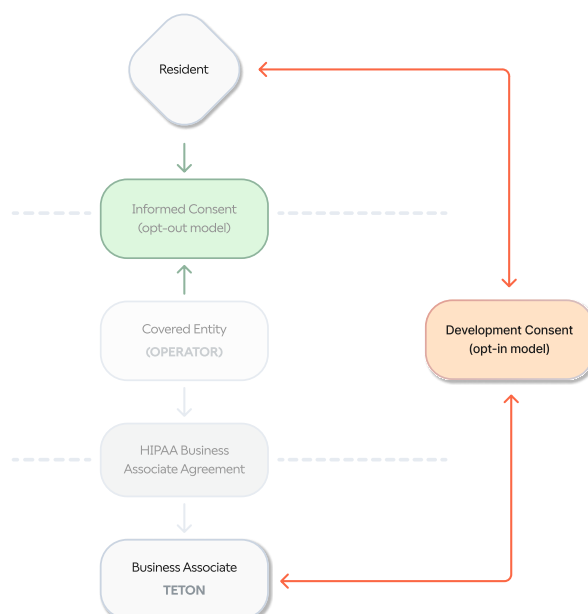 Resident
Informed Consent
(opt-out model)
Covered Entity
(OPERATOR)
Development Consent
(opt-in model)
HIPAA Business
Associate Agreement
Business Associate
TETON